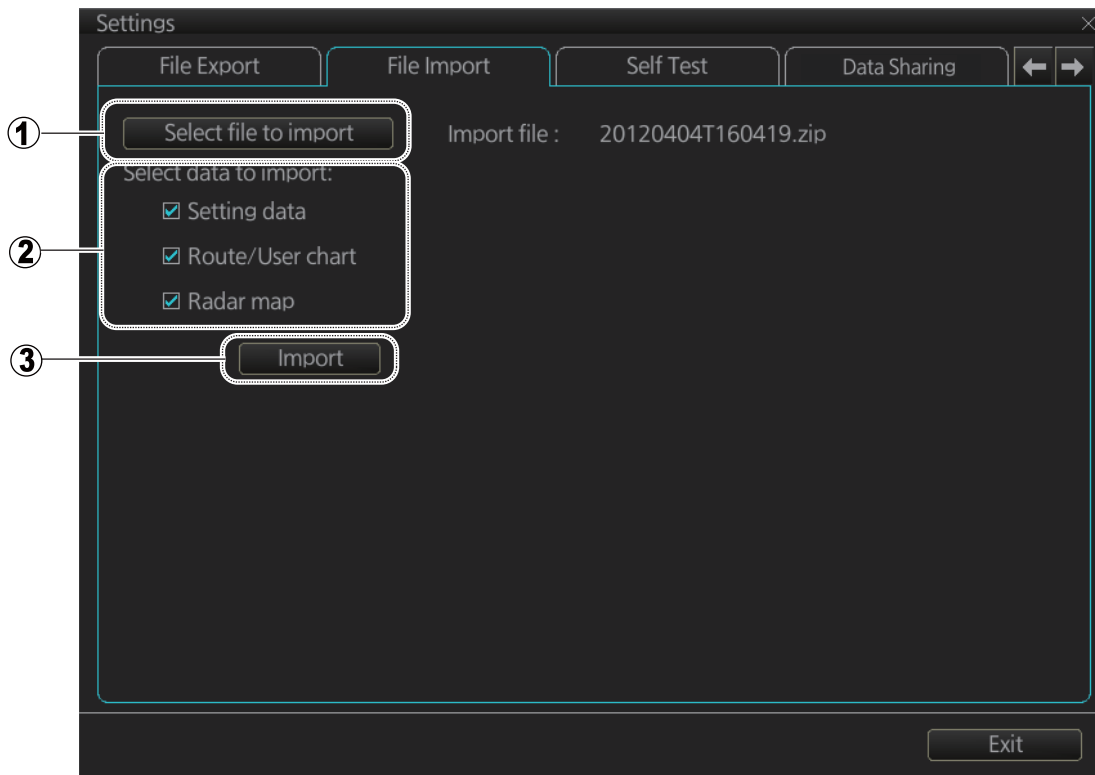 Settings
File Export File Import Self Test Data Sharing
1 Select file to import Import file : 20120404T160419.zip
Select data to import:
Setting data
2 Route/User chart
Radar map
3 Import
Exit